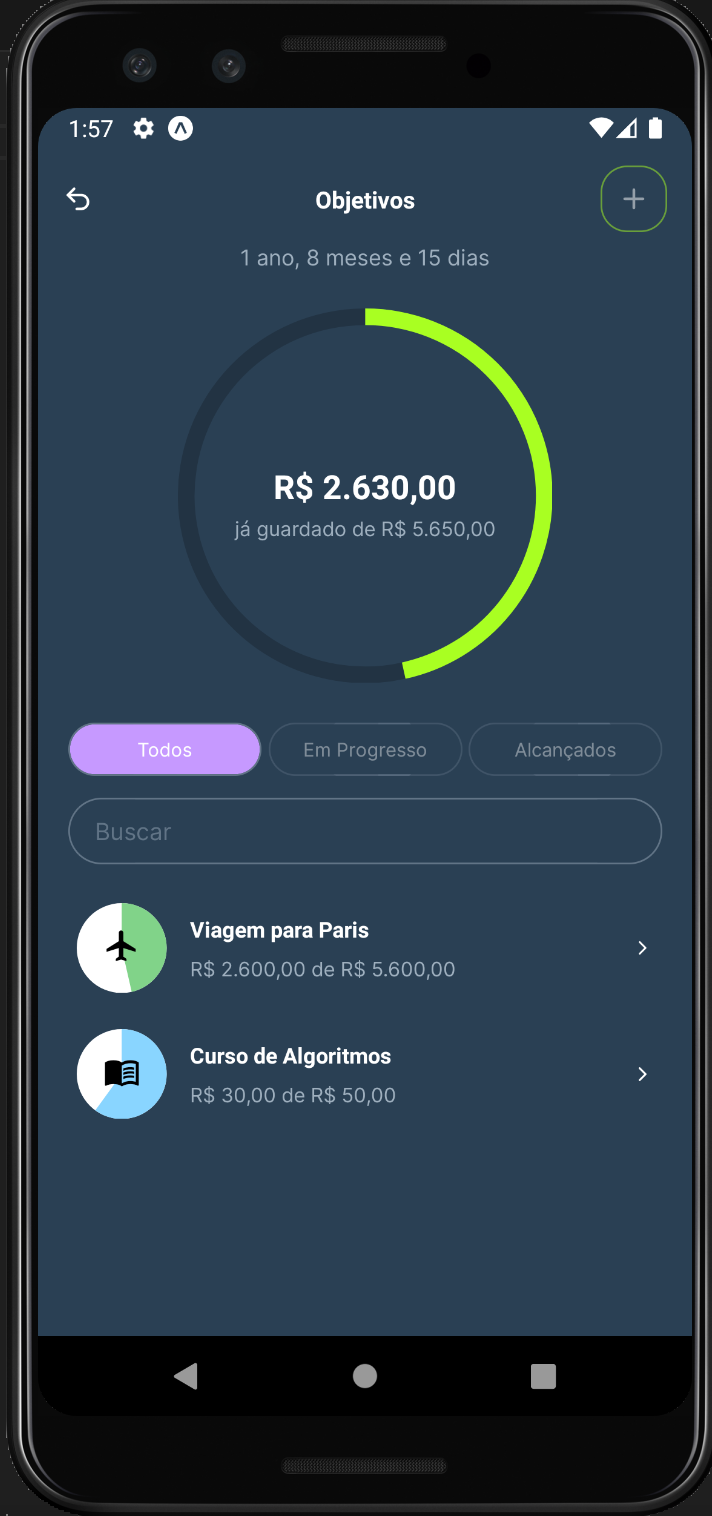 1:57
Objetivos
1 ano, 8 meses e 15 dias
R$ 2.630,00
já guardado de R$ 5.650,00
Todos
Em Progresso
Alcançados
Buscar
Viagem para Paris
R$ 2.600,00 de R$ 5.600,00
Curso de Algoritmos
R$ 30,00 de R$ 50,00